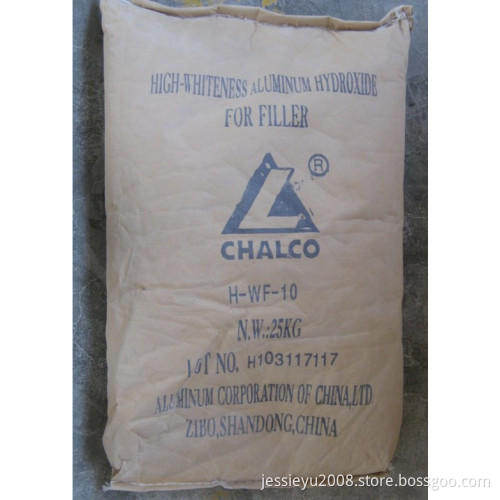 HIGH-WHITENESS ALUMINUM HYDROXIDE
FOR FILLER
®
CHALCO
H-WF-10
N.W.:25KG
LOT NO. H103117117
ALUMINUM CORPORATION OF CHINA,LTD
ZIBO,SHANDONG,CHINA
jessieyu2008.store.bossgoo.com